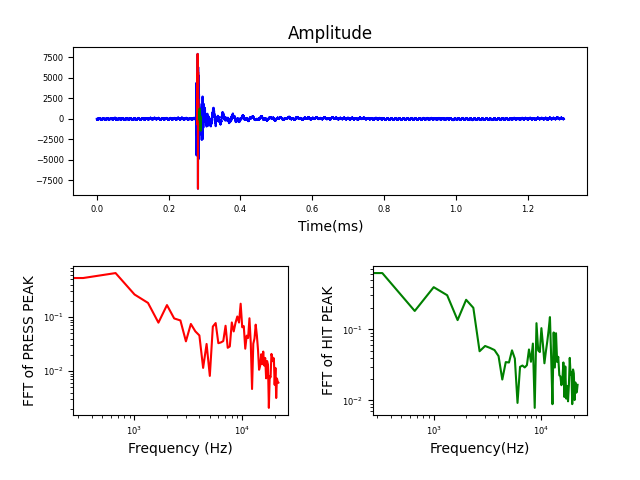 Amplitude
7500
5000
2500
0
−2500
−5000
−7500
0.0 0.2 0.4 0.6 0.8 1.0 1.2
Time(ms)
FFT of PRESS PEAK
10⁻¹
10⁻²
10³ 10⁴
Frequency (Hz)
FFT of HIT PEAK
10⁻¹
10⁻²
10³ 10⁴
Frequency(Hz)